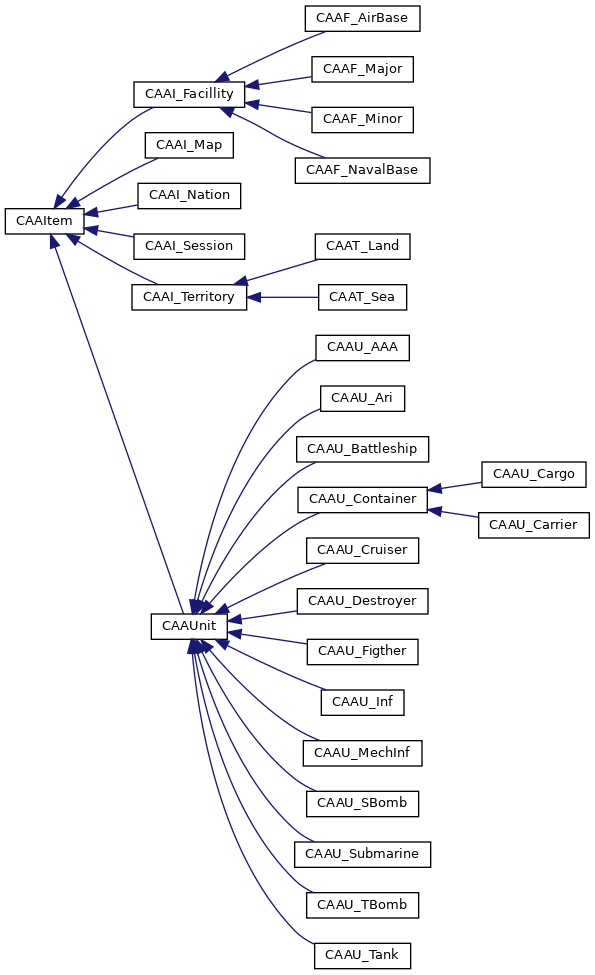 CAAF_AirBase
CAAF_Major
CAAI_Facillity
CAAF_Minor
CAAI_Map
CAAF_NavalBase
CAAI_Nation
CAAItem
CAAI_Session
CAAT_Land
CAAI_Territory
CAAT_Sea
CAAU_AAA
CAAU_Ari
CAAU_Battleship
CAAU_Cargo
CAAU_Container
CAAU_Carrier
CAAU_Cruiser
CAAU_Destroyer
CAAUnit
CAAU_Figther
CAAU_Inf
CAAU_MechInf
CAAU_SBomb
CAAU_Submarine
CAAU_TBomb
CAAU_Tank